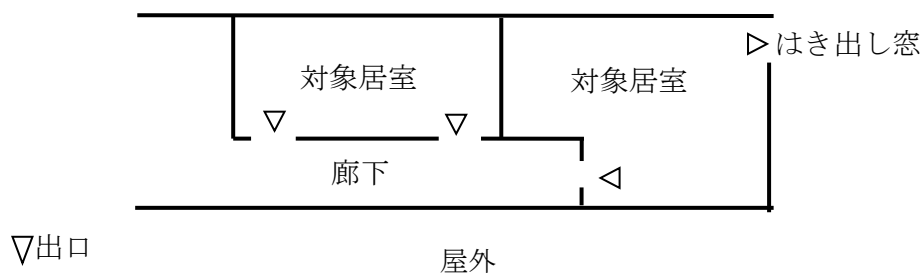 はき出し窓
対象居室
対象居室
廊下
▽出口
屋外